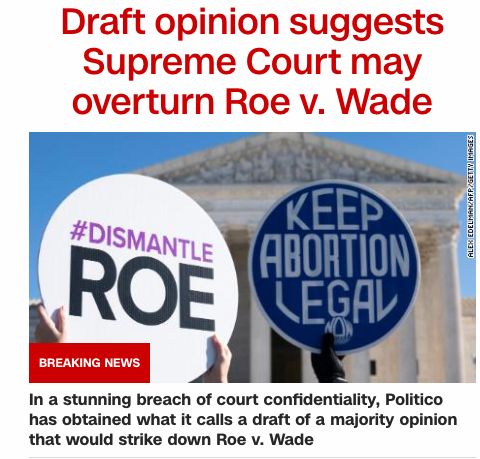 Draft opinion suggests
Supreme Court may
overturn Roe v. Wade
ALEX EDELMAN/AFP/GETTY IMAGES
#DISMANTLE
ROE
KEEP
ABORTION
LEGAL
NOW
BREAKING NEWS
In a stunning breach of court confidentiality, Politico
has obtained what it calls a draft of a majority opinion
that would strike down Roe v. Wade